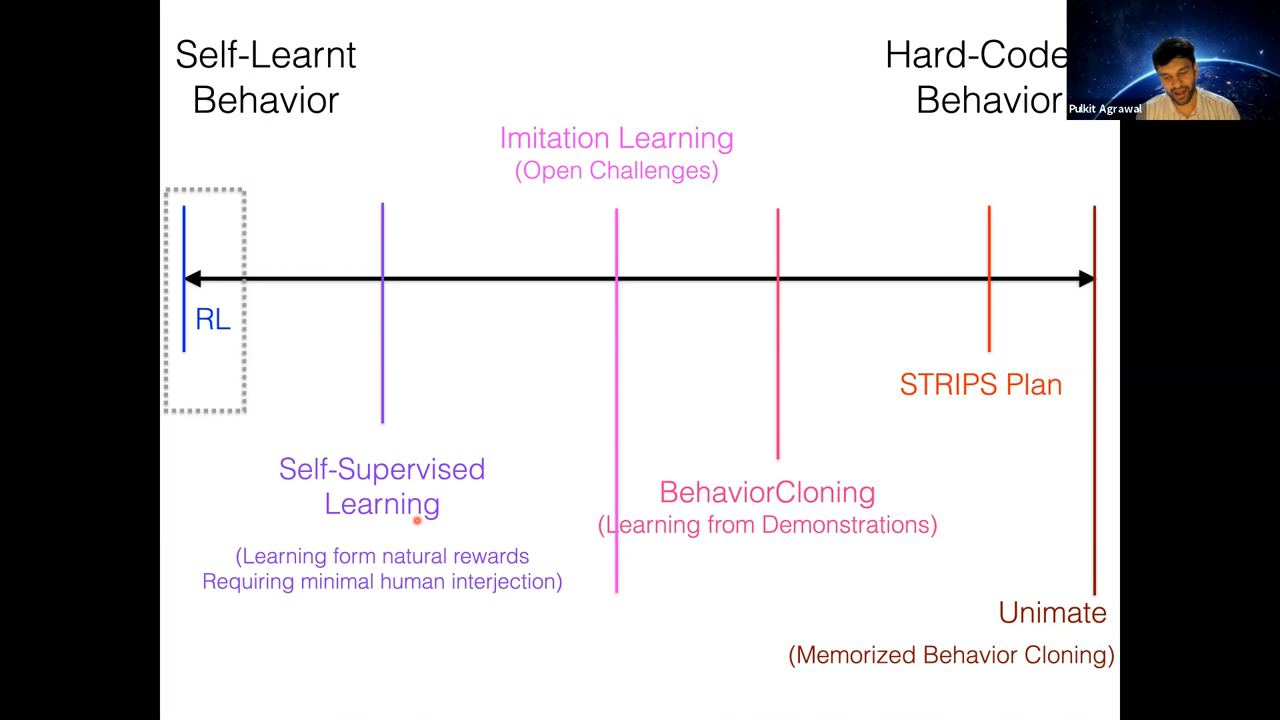 Self-Learnt
Behavior
Hard-Code
Behavior
Pulkit Agrawal
Imitation Learning
(Open Challenges)
RL
STRIPS Plan
Self-Supervised
Learning
BehaviorCloning
(Learning from Demonstrations)
(Learning form natural rewards
Requiring minimal human interjection)
Unimate
(Memorized Behavior Cloning)